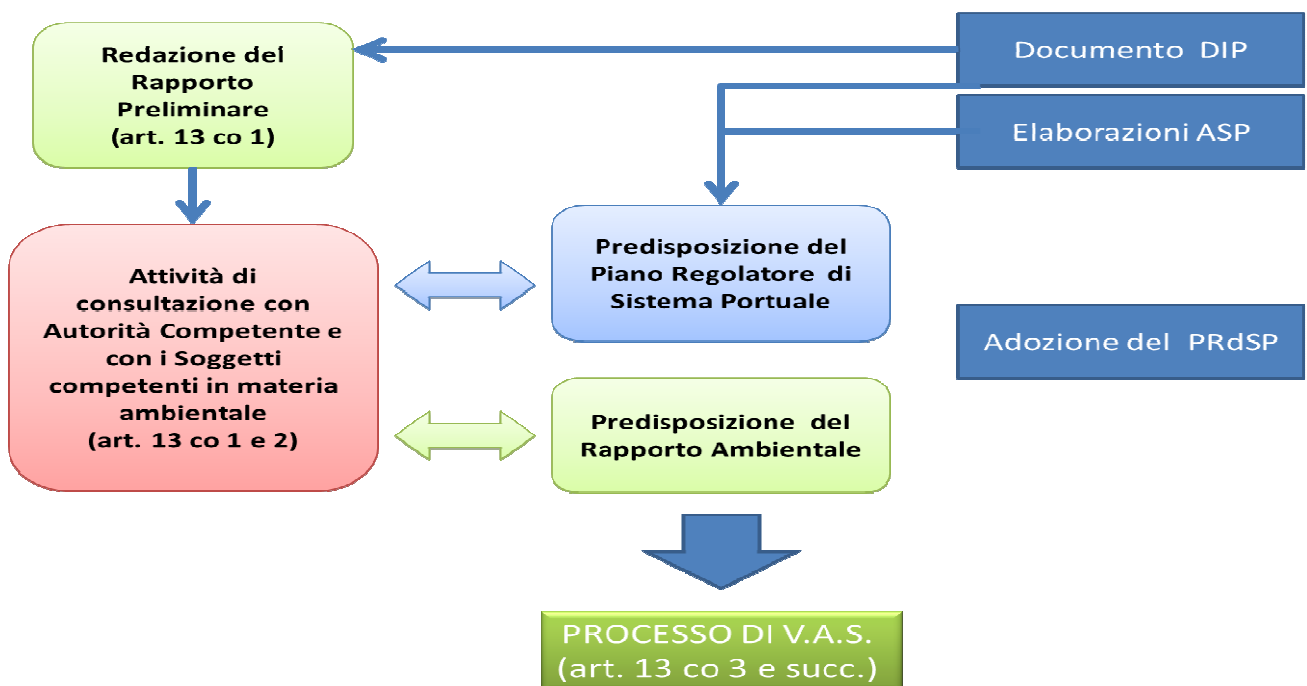 Redazione del
Rapporto
Preliminare
(art. 13 co 1)
Documento DIP
Elaborazioni ASP
Attività di
consultazione con
Autorità Competente e
con i Soggetti
competenti in materia
ambientale
(art. 13 co 1 e 2)
Predisposizione del
Piano Regolatore di
Sistema Portuale
Adozione del PRdSP
Predisposizione del
Rapporto Ambientale
PROCESSO DI V.A.S.
(art. 13 co 3 e succ.)